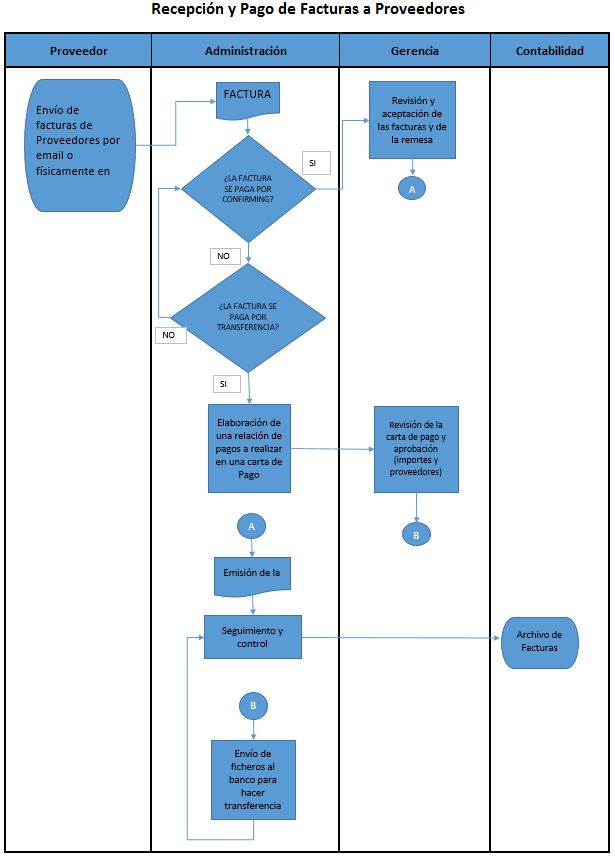 Recepción y Pago de Facturas a Proveedores
Proveedor
Administración
Gerencia
Contabilidad
Envío de
facturas de
Proveedores por
email o
físicamente en
FACTURA
¿LA FACTURA
SE PAGA POR
CONFIRMING?
SI
Revisión y
aceptación de
las facturas y de
la remesa
A
NO
¿LA FACTURA SE
PAGA POR
TRANSFERENCIA?
NO
SI
Elaboración de
una relación de
pagos a realizar
en una carta de
Pago
Revisión de la
carta de pago y
aprobación
(importes y
proveedores)
B
A
Emisión de la
Seguimiento y
control
Archivo de
Facturas
B
Envío de
ficheros al
banco para
hacer
transferencia